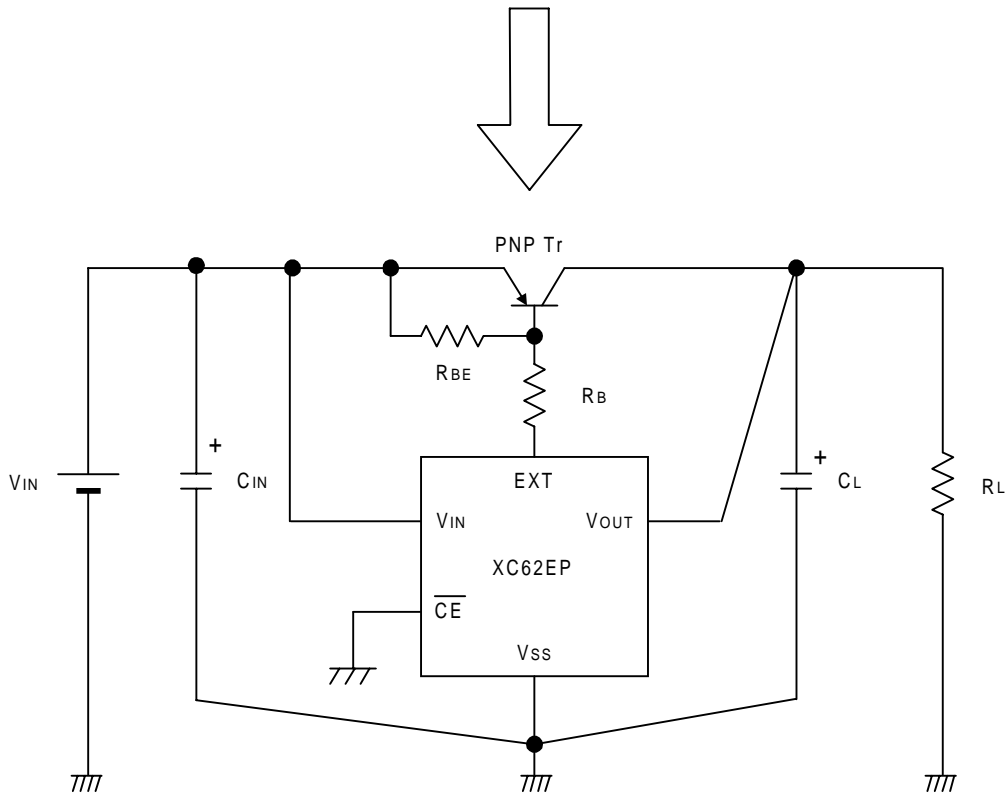 PNP Tr
RBE
RB
+
+
VIN
CIN
EXT
CL
RL
VIN
VOUT
XC62EP
CE
VSS